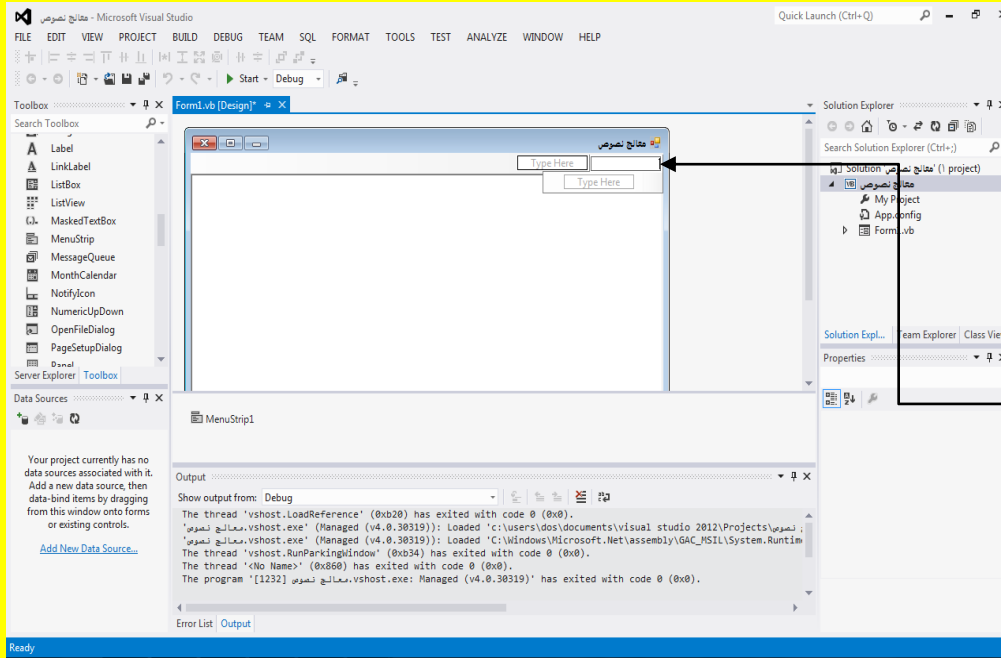 معالج نصوص - Microsoft Visual Studio
Quick Launch (Ctrl+Q)
FILE EDIT VIEW PROJECT BUILD DEBUG TEAM SQL FORMAT TOOLS TEST ANALYZE WINDOW HELP
Start Debug
Toolbox
Search Toolbox
Label
LinkLabel
ListBox
ListView
MaskedTextBox
MenuStrip
MessageQueue
MonthCalendar
NotifyIcon
NumericUpDown
OpenFileDialog
PageSetupDialog
Panel
Server Explorer Toolbox
Data Sources
Your project currently has no
data sources associated with it.
Add a new data source, then
data-bind items by dragging
from this window onto forms
or existing controls.
Add New Data Source...
Form1.vb [Design]*
معالج نصوص
Type Here
Type Here
MenuStrip1
Output
Show output from: Debug
The thread 'vshost.LoadReference' (0xb20) has exited with code 0 (0x0).
'معالج نصوص.vshost.exe' (Managed (v4.0.30319)): Loaded 'c:\users\dos\documents\visual studio 2012\Projects\معالج نصوص
'معالج نصوص.vshost.exe' (Managed (v4.0.30319)): Loaded 'C:\Windows\Microsoft.Net\assembly\GAC_MSIL\System.Runtime
The thread 'vshost.RunParkingWindow' (0xb34) has exited with code 0 (0x0).
The thread '<No Name>' (0x860) has exited with code 0 (0x0).
The program '[1232] معالج نصوص.vshost.exe: Managed (v4.0.30319)' has exited with code 0 (0x0).
Error List Output
Solution Explorer
Search Solution Explorer (Ctrl+;)
Solution 'معالج نصوص' (1 project)
معالج نصوص
My Project
App.config
Form1.vb
Solution Expl... Team Explorer Class Vie
Properties
Ready